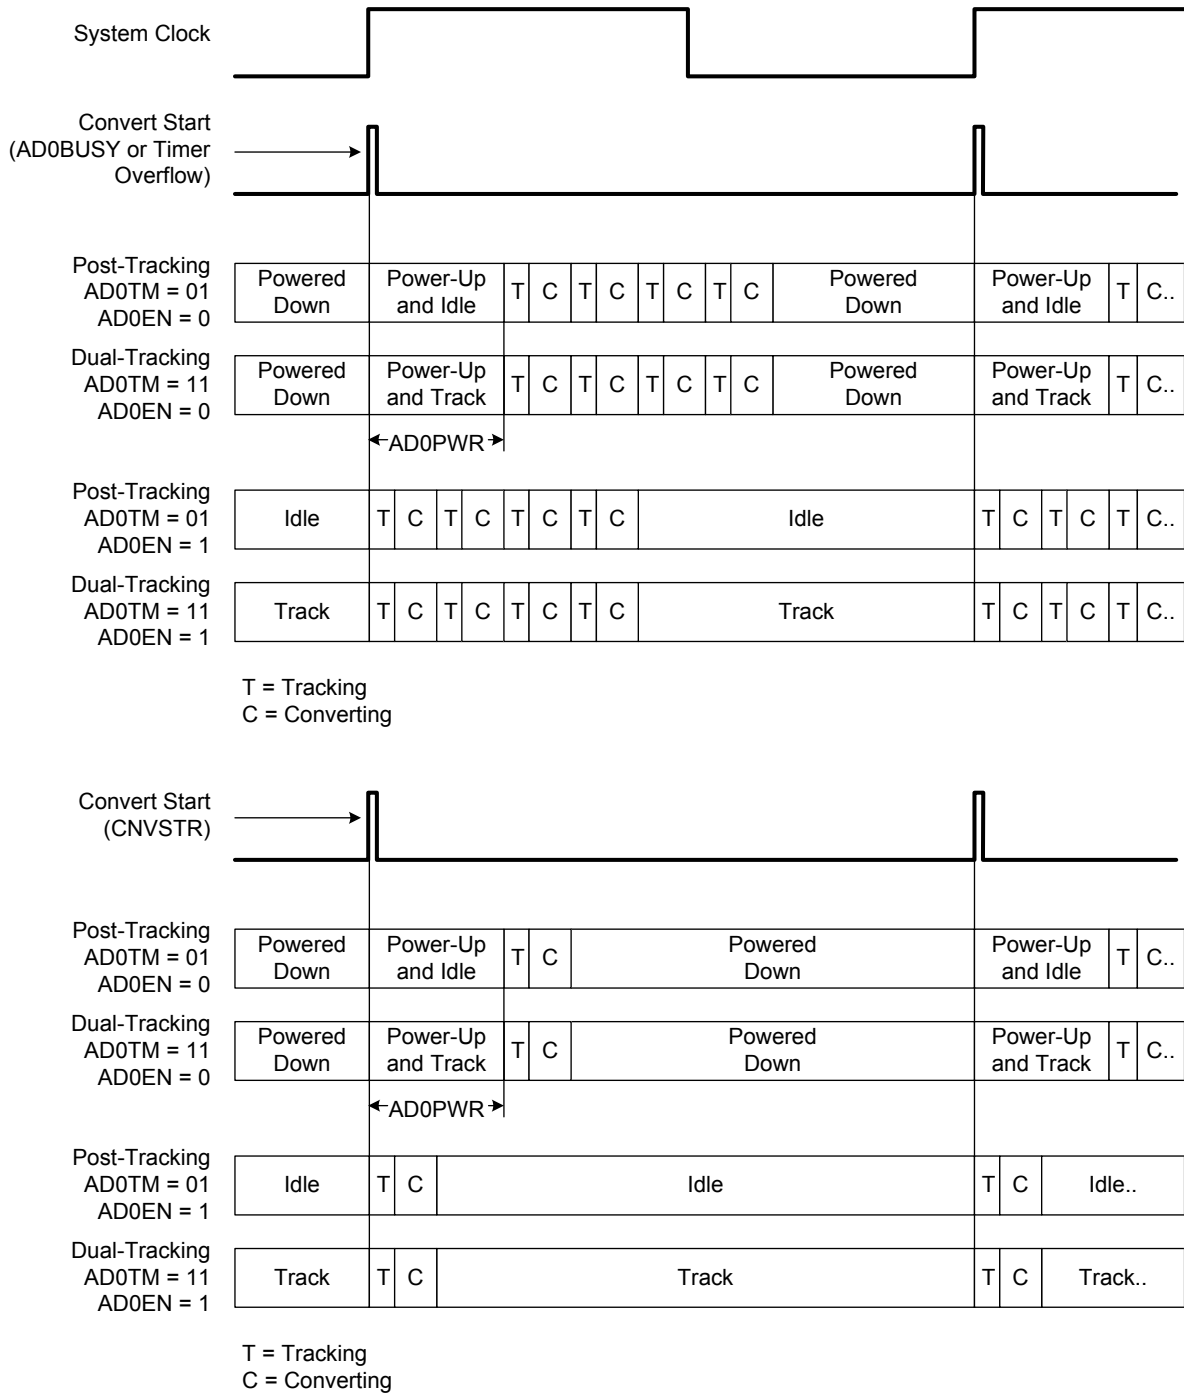 System Clock
Convert Start
(AD0BUSY or Timer
Overflow)
Post-Tracking
AD0TM = 01
AD0EN = 0
Powered
Down
Power-Up
and Idle
T C T C T C T C
Powered
Down
Power-Up
and Idle
T C..
Dual-Tracking
AD0TM = 11
AD0EN = 0
Powered
Down
Power-Up
and Track
T C T C T C T C
Powered
Down
Power-Up
and Track
T C..
AD0PWR
Post-Tracking
AD0TM = 01
AD0EN = 1
Idle T C T C T C T C Idle T C T C T C..
Dual-Tracking
AD0TM = 11
AD0EN = 1
Track T C T C T C T C Track T C T C T C..
T = Tracking
C = Converting
Convert Start
(CNVSTR)
Post-Tracking
AD0TM = 01
AD0EN = 0
Powered
Down
Power-Up
and Idle
T C
Powered
Down
Power-Up
and Idle
T C..
Dual-Tracking
AD0TM = 11
AD0EN = 0
Powered
Down
Power-Up
and Track
T C
Powered
Down
Power-Up
and Track
T C..
AD0PWR
Post-Tracking
AD0TM = 01
AD0EN = 1
Idle T C Idle T C Idle..
Dual-Tracking
AD0TM = 11
AD0EN = 1
Track T C Track T C Track..
T = Tracking
C = Converting